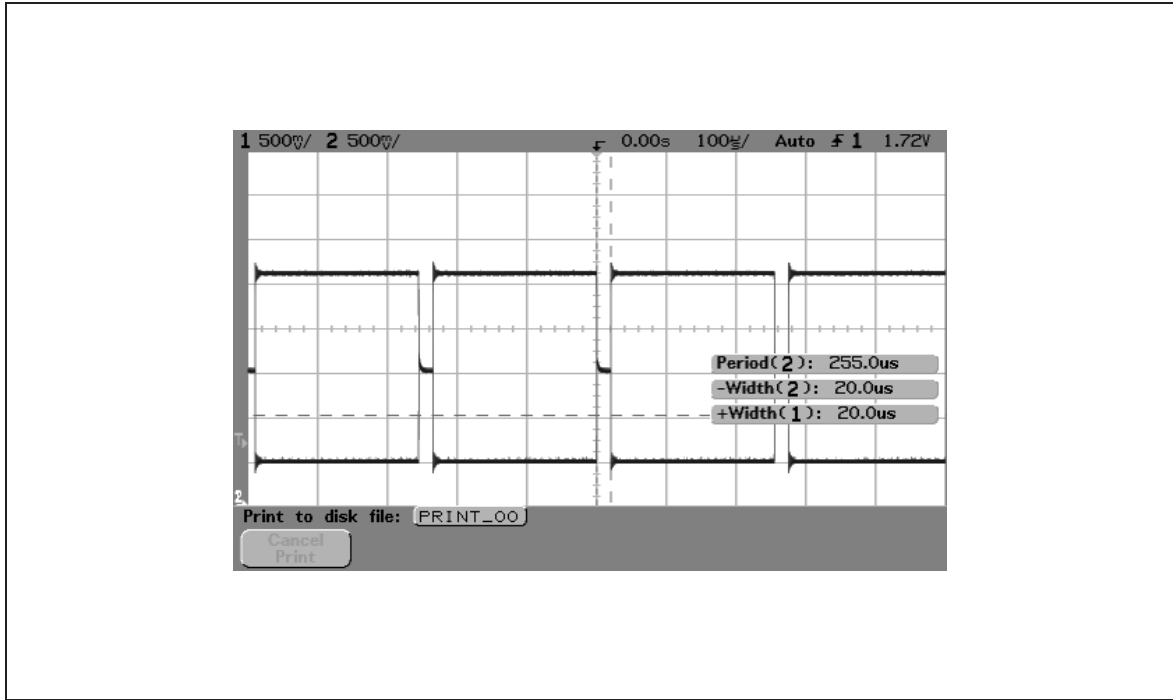 1 500mV/ 2 500mV/ 0.00s 100us/ Auto 1 1.72V
Period(2): 255.0us
-Width(2): 20.0us
+Width(1): 20.0us
T
Print to disk file: PRINT_00
Cancel
Print